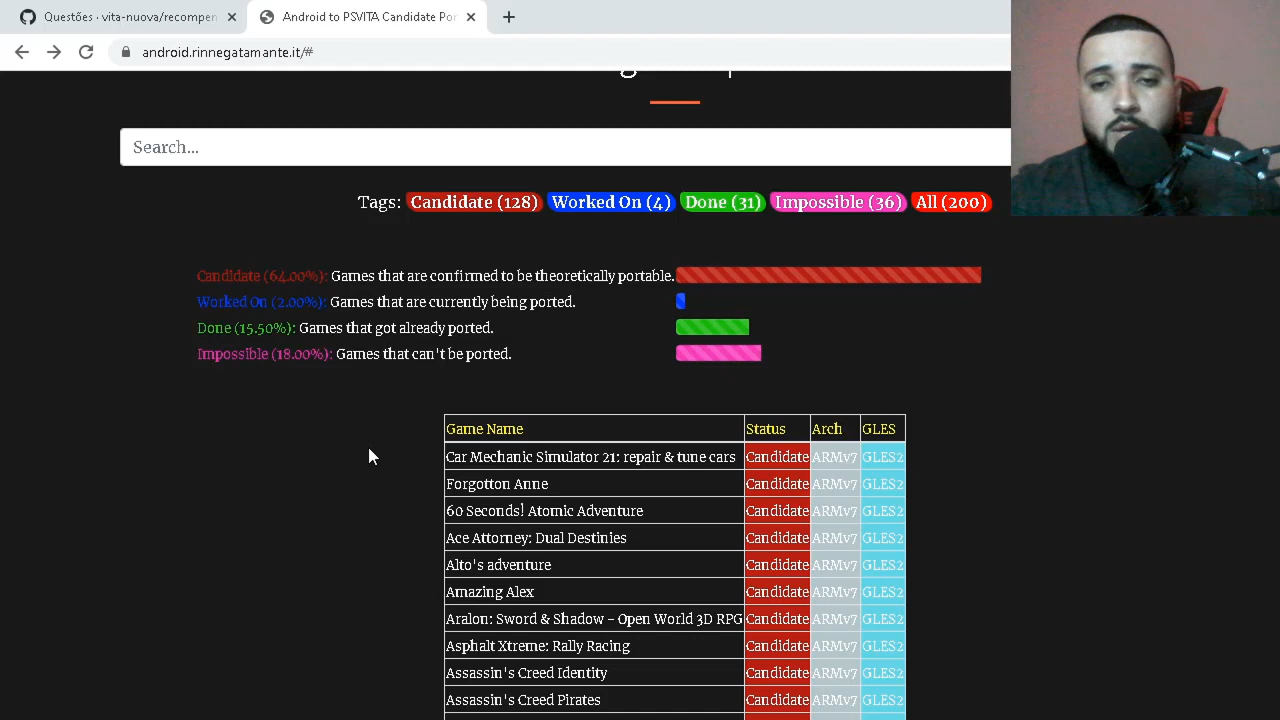 Questões · vita-nuova/recompen
Android to PSVITA Candidate Por
android.rinnegatamante.it/#
Search...
Tags: Candidate (128) Worked On (4) Done (31) Impossible (36) All (200)
Candidate (64.00%): Games that are confirmed to be theoretically portable.
Worked On (2.00%): Games that are currently being ported.
Done (15.50%): Games that got already ported.
Impossible (18.00%): Games that can't be ported.
Game Name Status Arch GLES
Car Mechanic Simulator 21: repair & tune cars Candidate ARMv7 GLES2
Forgotton Anne Candidate ARMv7 GLES2
60 Seconds! Atomic Adventure Candidate ARMv7 GLES2
Ace Attorney: Dual Destinies Candidate ARMv7 GLES2
Alto's adventure Candidate ARMv7 GLES2
Amazing Alex Candidate ARMv7 GLES2
Aralon: Sword & Shadow - Open World 3D RPG Candidate ARMv7 GLES2
Asphalt Xtreme: Rally Racing Candidate ARMv7 GLES2
Assassin's Creed Identity Candidate ARMv7 GLES2
Assassin's Creed Pirates Candidate ARMv7 GLES2